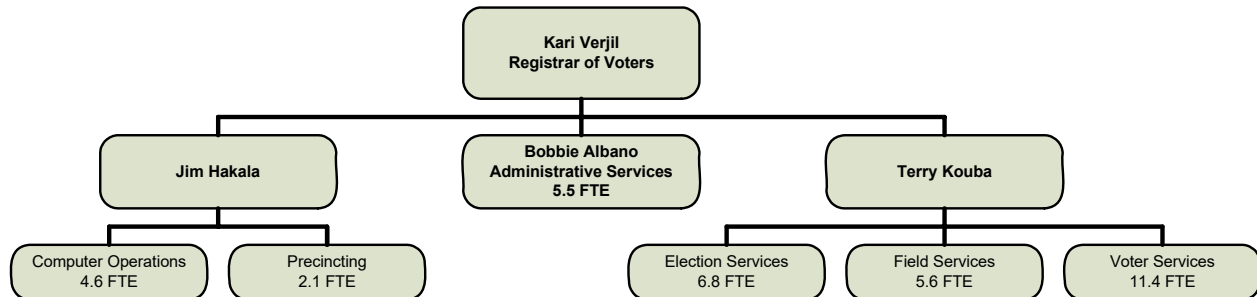 Kari Verjil
Registrar of Voters
Jim Hakala
Bobbie Albano
Administrative Services
5.5 FTE
Terry Kouba
Computer Operations
4.6 FTE
Precincting
2.1 FTE
Election Services
6.8 FTE
Field Services
5.6 FTE
Voter Services
11.4 FTE